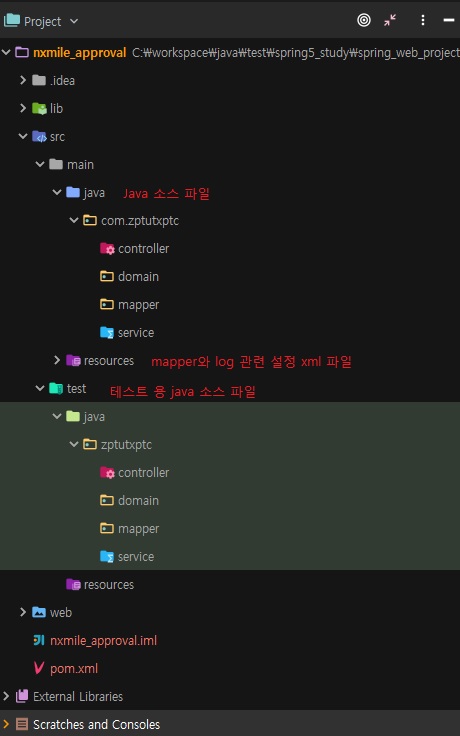 Project
nxmile_approval C:￦workspace￦java￦test￦spring5_study￦spring_web_project
.idea
lib
src
main
java Java 소스 파일
com.zptutxptc
controller
domain
mapper
service
resources mapper와 log 관련 설정 xml 파일
test 테스트 용 java 소스 파일
java
zptutxptc
controller
domain
mapper
service
resources
web
nxmile_approval.iml
pom.xml
External Libraries
Scratches and Consoles